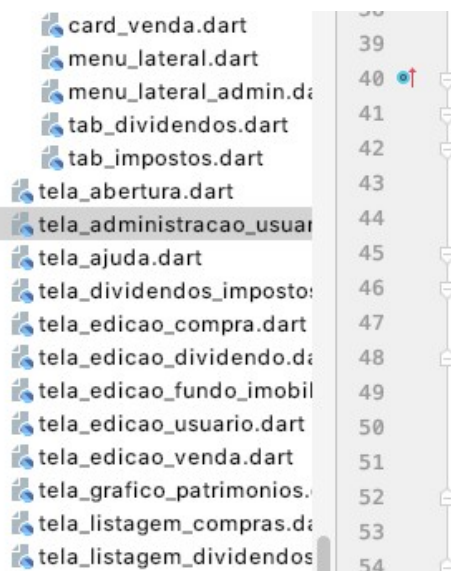 card_venda.dart
menu_lateral.dart
menu_lateral_admin.da
tab_dividendos.dart
tab_impostos.dart
tela_abertura.dart
tela_administracao_usuar
tela_ajuda.dart
tela_dividendos_impostos
tela_edicao_compra.dart
tela_edicao_dividendo.da
tela_edicao_fundo_imobil
tela_edicao_usuario.dart
tela_edicao_venda.dart
tela_grafico_patrimonios.
tela_listagem_compras.da
tela_listagem_dividendos
38
39
40
41
42
43
44
45
46
47
48
49
50
51
52
53
54